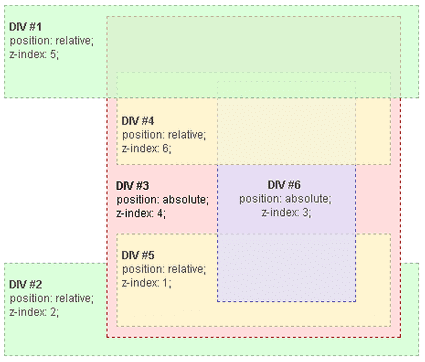 DIV #1
position: relative;
z-index: 5;
DIV #4
position: relative;
z-index: 6;
DIV #3
position: absolute;
z-index: 4;
DIV #6
position: absolute;
z-index: 3;
DIV #5
position: relative;
z-index: 1;
DIV #2
position: relative;
z-index: 2;